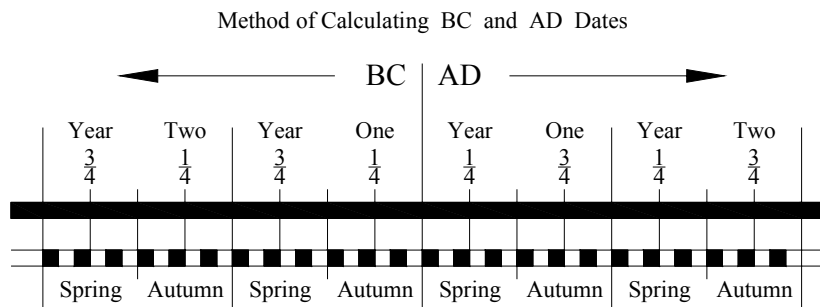 Method of Calculating BC and AD Dates
BC AD
Year Two Year One Year One Year Two
3/4 1/4 3/4 1/4 1/4 3/4 1/4 3/4
Spring Autumn Spring Autumn Spring Autumn Spring Autumn